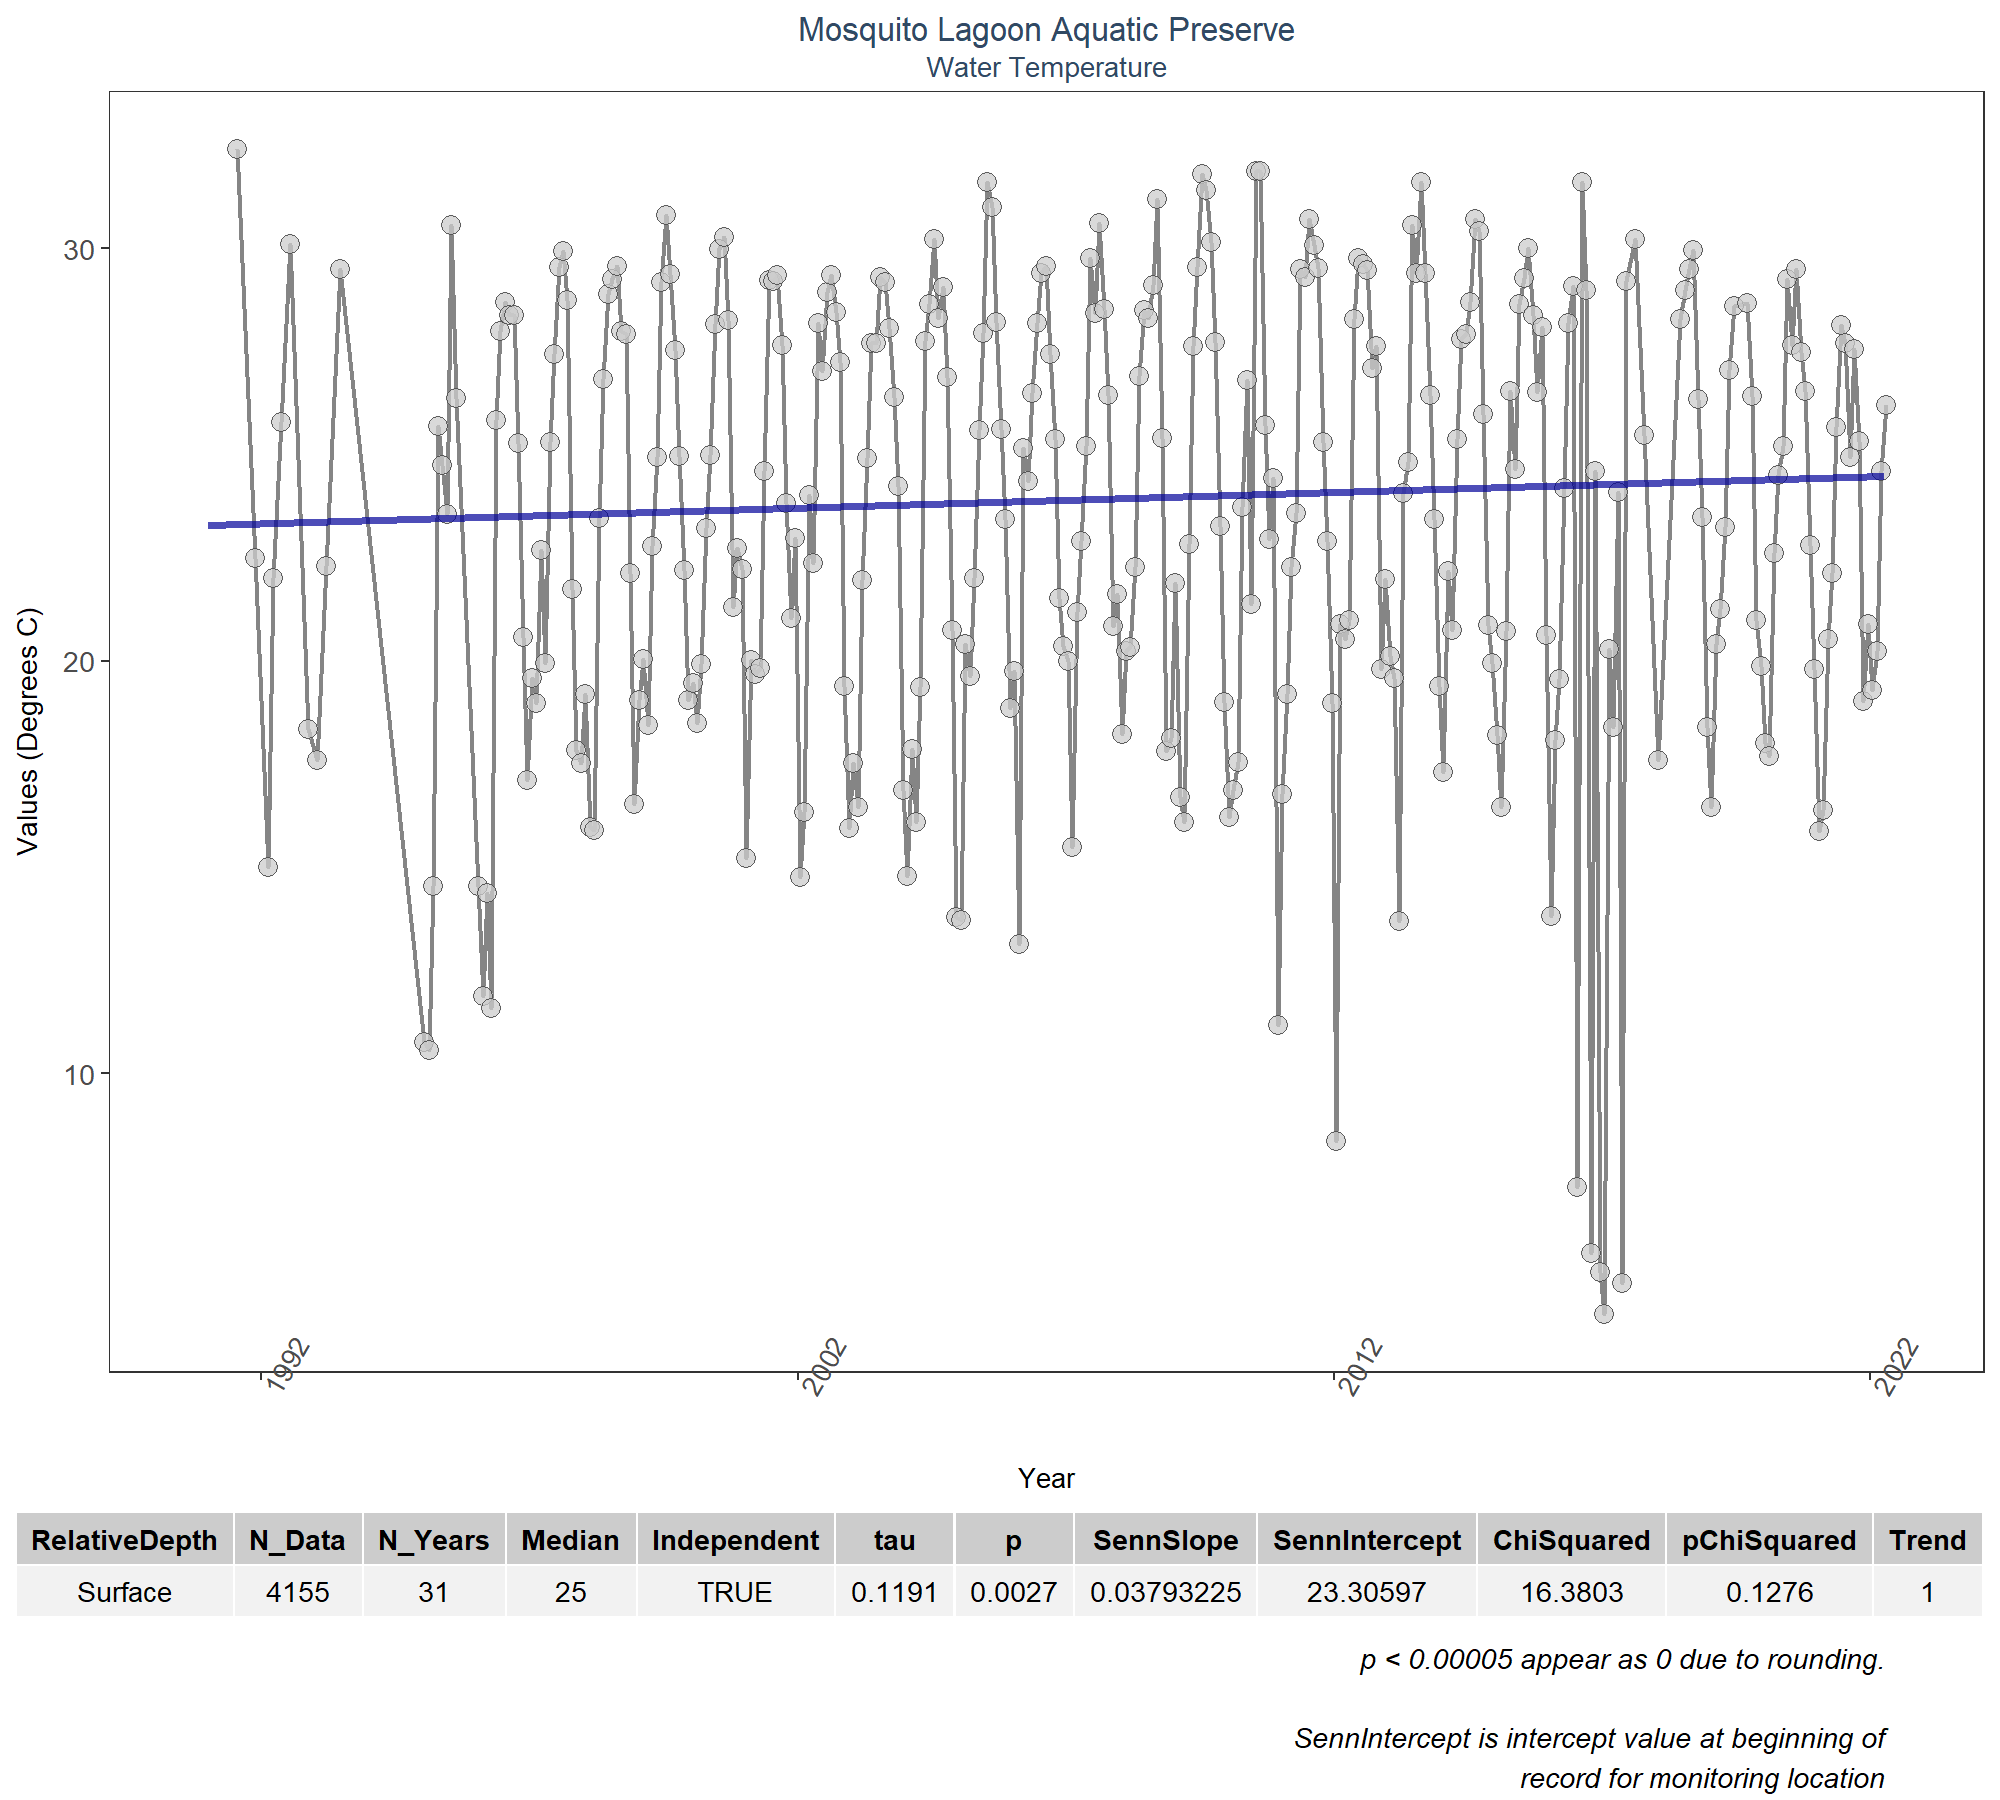 Mosquito Lagoon Aquatic Preserve
Water Temperature
Values (Degrees C)
30
20
10
1992
2002
2012
2022
Year
RelativeDepth N_Data N_Years Median Independent tau p SennSlope SennIntercept ChiSquared pChiSquared Trend
Surface 4155 31 25 TRUE 0.1191 0.0027 0.03793225 23.30597 16.3803 0.1276 1
p < 0.00005 appear as 0 due to rounding.
SennIntercept is intercept value at beginning of
record for monitoring location